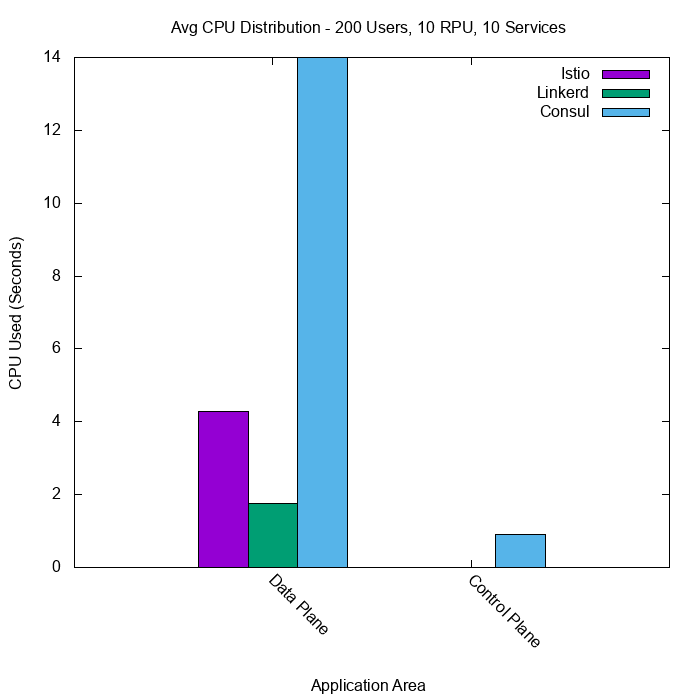 Avg CPU Distribution - 200 Users, 10 RPU, 10 Services
14
12
10
8
6
4
2
0
CPU Used (Seconds)
Istio
Linkerd
Consul
Data Plane
Control Plane
Application Area